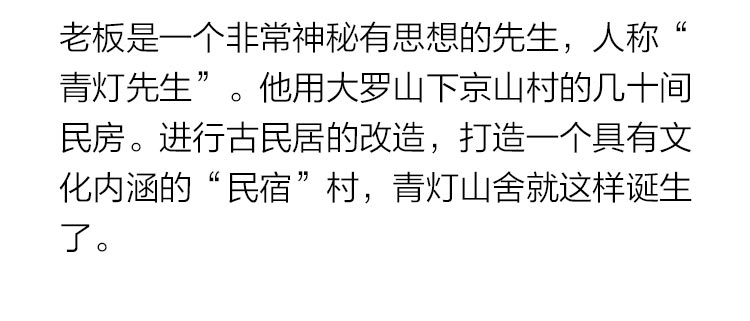 老板是一个非常神秘有思想的先生，人称“
青灯先生”。他用大罗山下京山村的几十间
民房。进行古民居的改造，打造一个具有文
化内涵的“民宿”村，青灯山舍就这样诞生
了。